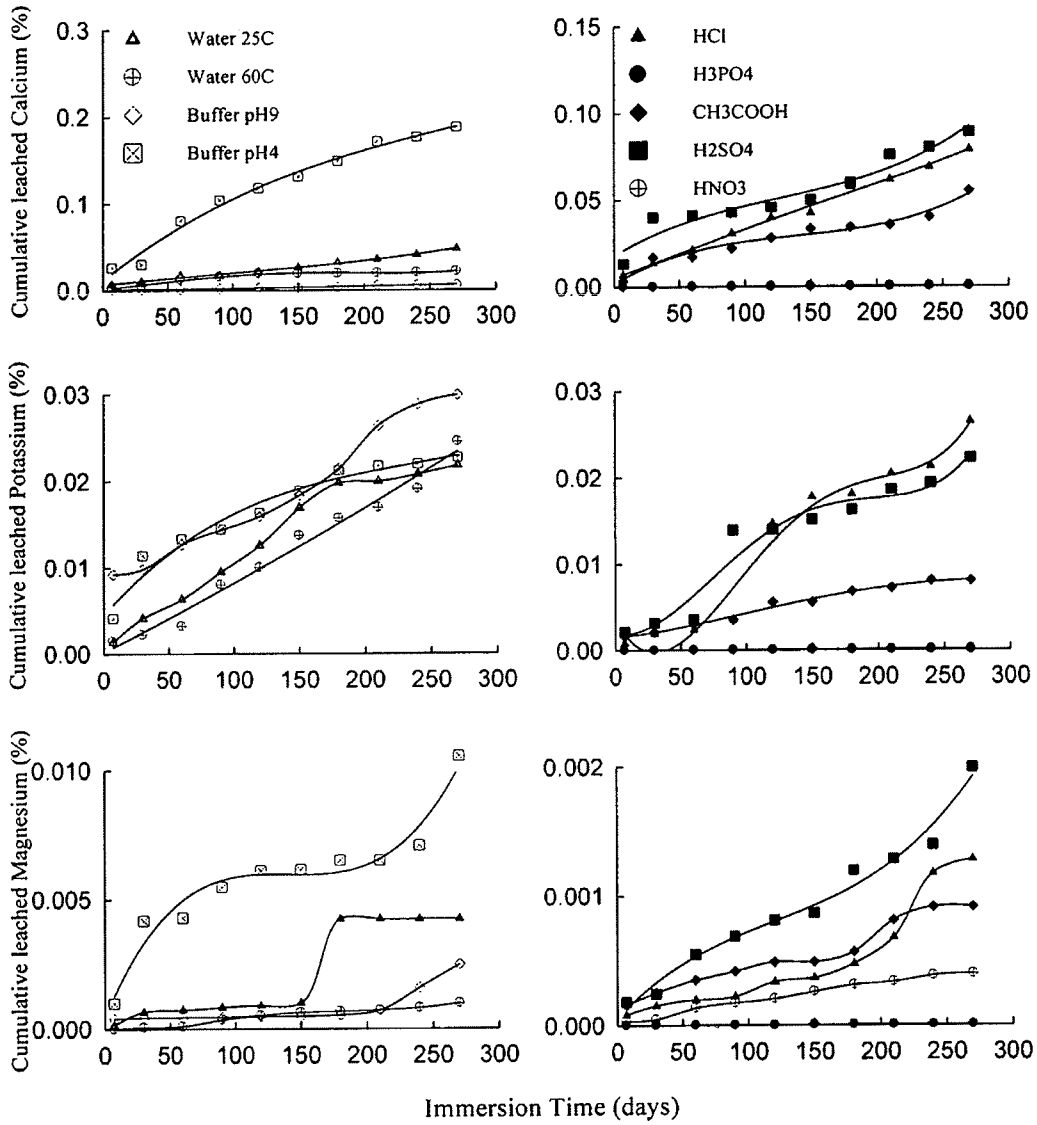 Cumulative leached Calcium (%)
0.3
0.2
0.1
0.0
Water 25C
Water 60C
Buffer pH9
Buffer pH4
0 50 100 150 200 250 300
0.15
0.10
0.05
0.00
HCl
H3PO4
CH3COOH
H2SO4
HNO3
0 50 100 150 200 250 300
Cumulative leached Potassium (%)
0.03
0.02
0.01
0.00
0 50 100 150 200 250 300
0.03
0.02
0.01
0.00
0 50 100 150 200 250 300
Cumulative leached Magnesium (%)
0.010
0.005
0.000
0 50 100 150 200 250 300
0.002
0.001
0.000
0 50 100 150 200 250 300
Immersion Time (days)